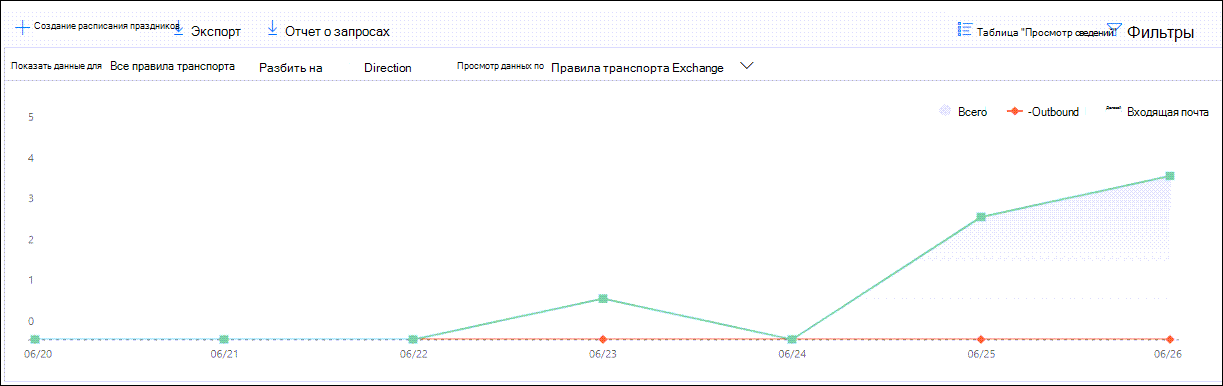 Создание расписания праздников Экспорт Отчет о запросах Таблица "Просмотр сведений Фильтры
Показать данные для Все правила транспорта Разбить на Direction Просмотр данных по Правила транспорта Exchange
Всего -Outbound Входящая почта
5
4
3
2
1
0
06/20 06/21 06/22 06/23 06/24 06/25 06/26